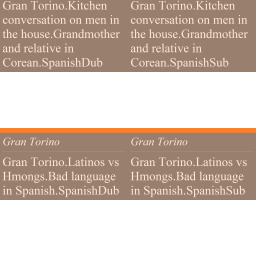 Gran Torino.Kitchen
conversation on men in
the house.Grandmother
and relative in
Corean.SpanishDub
Gran Torino.Kitchen
conversation on men in
the house.Grandmother
and relative in
Corean.SpanishSub
Gran Torino
Gran Torino.Latinos vs
Hmongs.Bad language
in Spanish.SpanishDub
Gran Torino
Gran Torino.Latinos vs
Hmongs.Bad language
in Spanish.SpanishSub